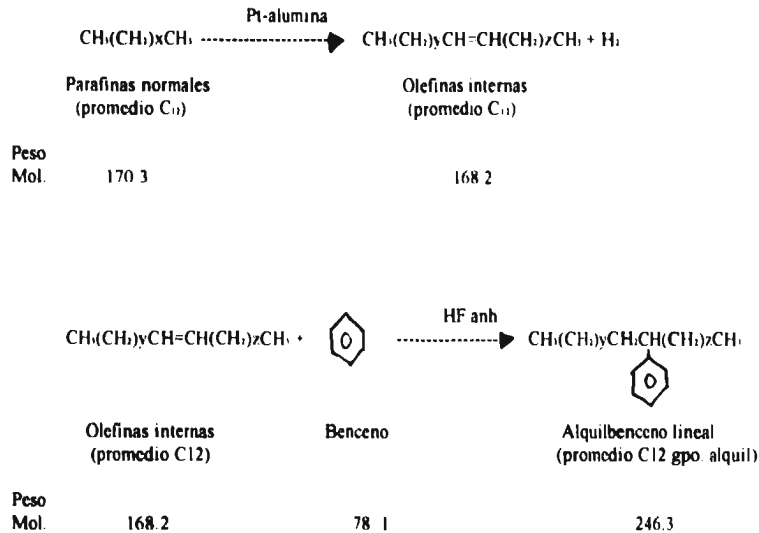 Pt-alumina
CH₃(CH₂)xCH₃ CH₃(CH₂)yCH=CH(CH₂)zCH₃ + H₂
Parafinas normales Olefinas internas
(promedio C₁₂) (promedio C₁₂)
Peso
Mol. 170.3 168.2
HF anh
CH₃(CH₂)yCH=CH(CH₂)zCH₃ + CH₃(CH₂)yCH₂CH(CH₂)zCH₃
Olefinas internas Benceno Alquilbenceno lineal
(promedio C12) (promedio C12 gpo. alquil)
Peso
Mol. 168.2 78.1 246.3